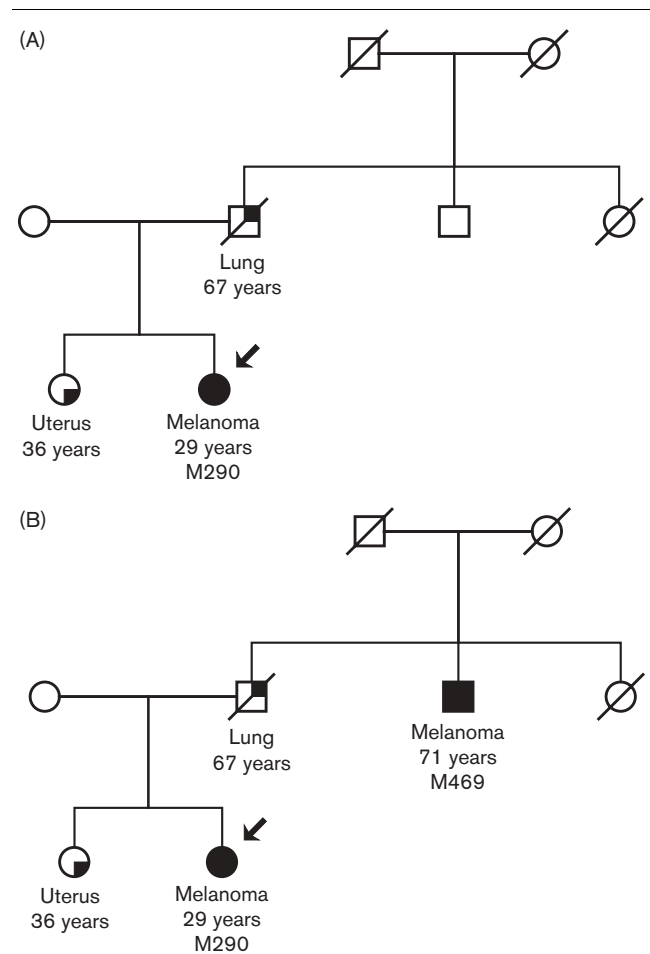 (A)
Lung
67 years
Uterus
36 years
Melanoma
29 years
M290
(B)
Lung
67 years
Melanoma
71 years
M469
Uterus
36 years
Melanoma
29 years
M290